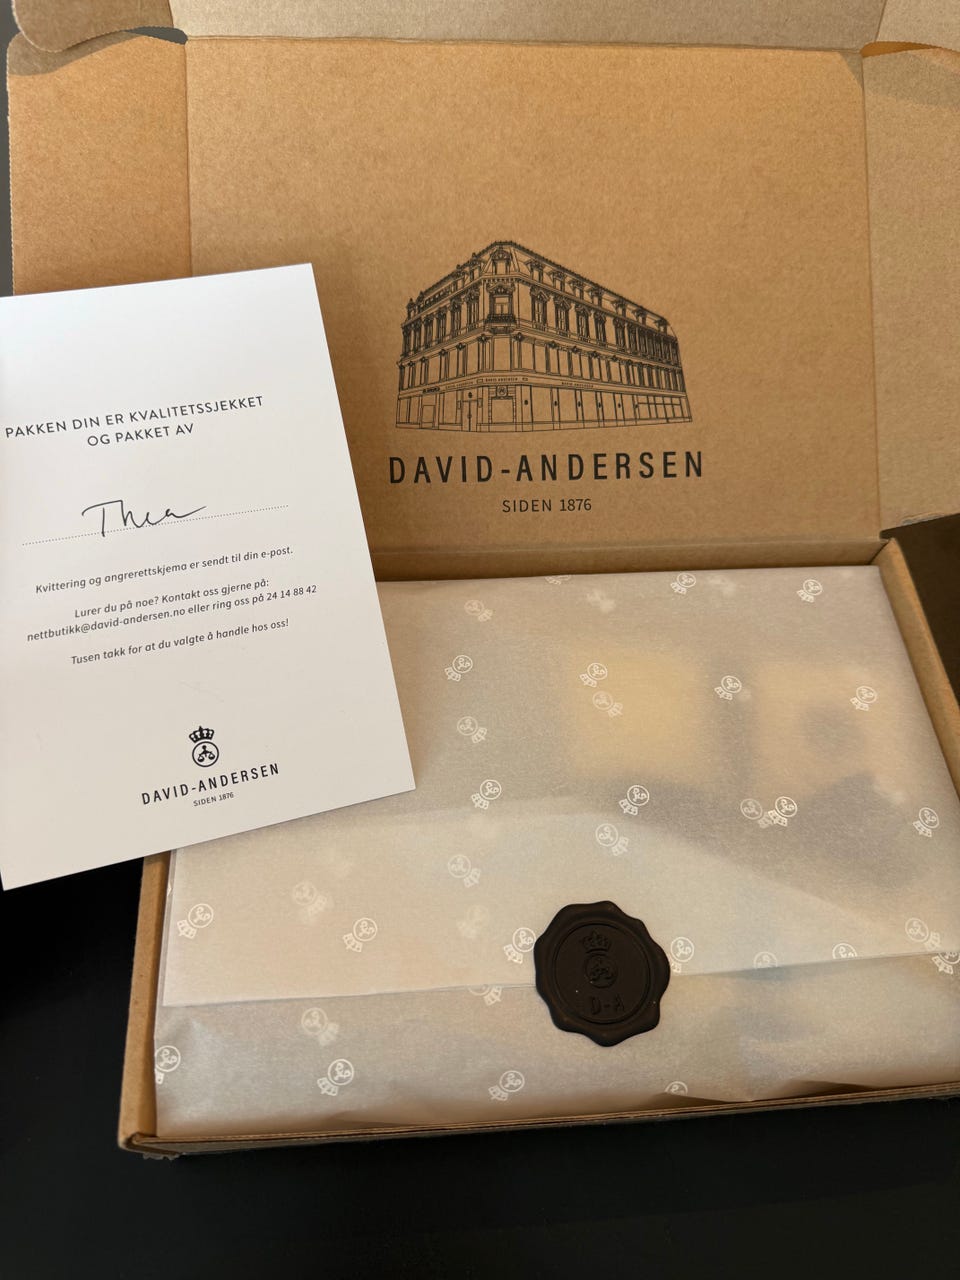 DAVID-ANDERSEN
SIDEN 1876
PAKKEN DIN ER KVALITETSSJEKKET
OG PAKKET AV
Thea
Kvittering og angrerettskjema er sendt til din e-post.
Lurer du på noe? Kontakt oss gjerne på:
nettbutikk@david-andersen.no eller ring oss på 24 14 88 42
Tusen takk for at du valgte å handle hos oss!
DAVID-ANDERSEN
SIDEN 1876
D-A